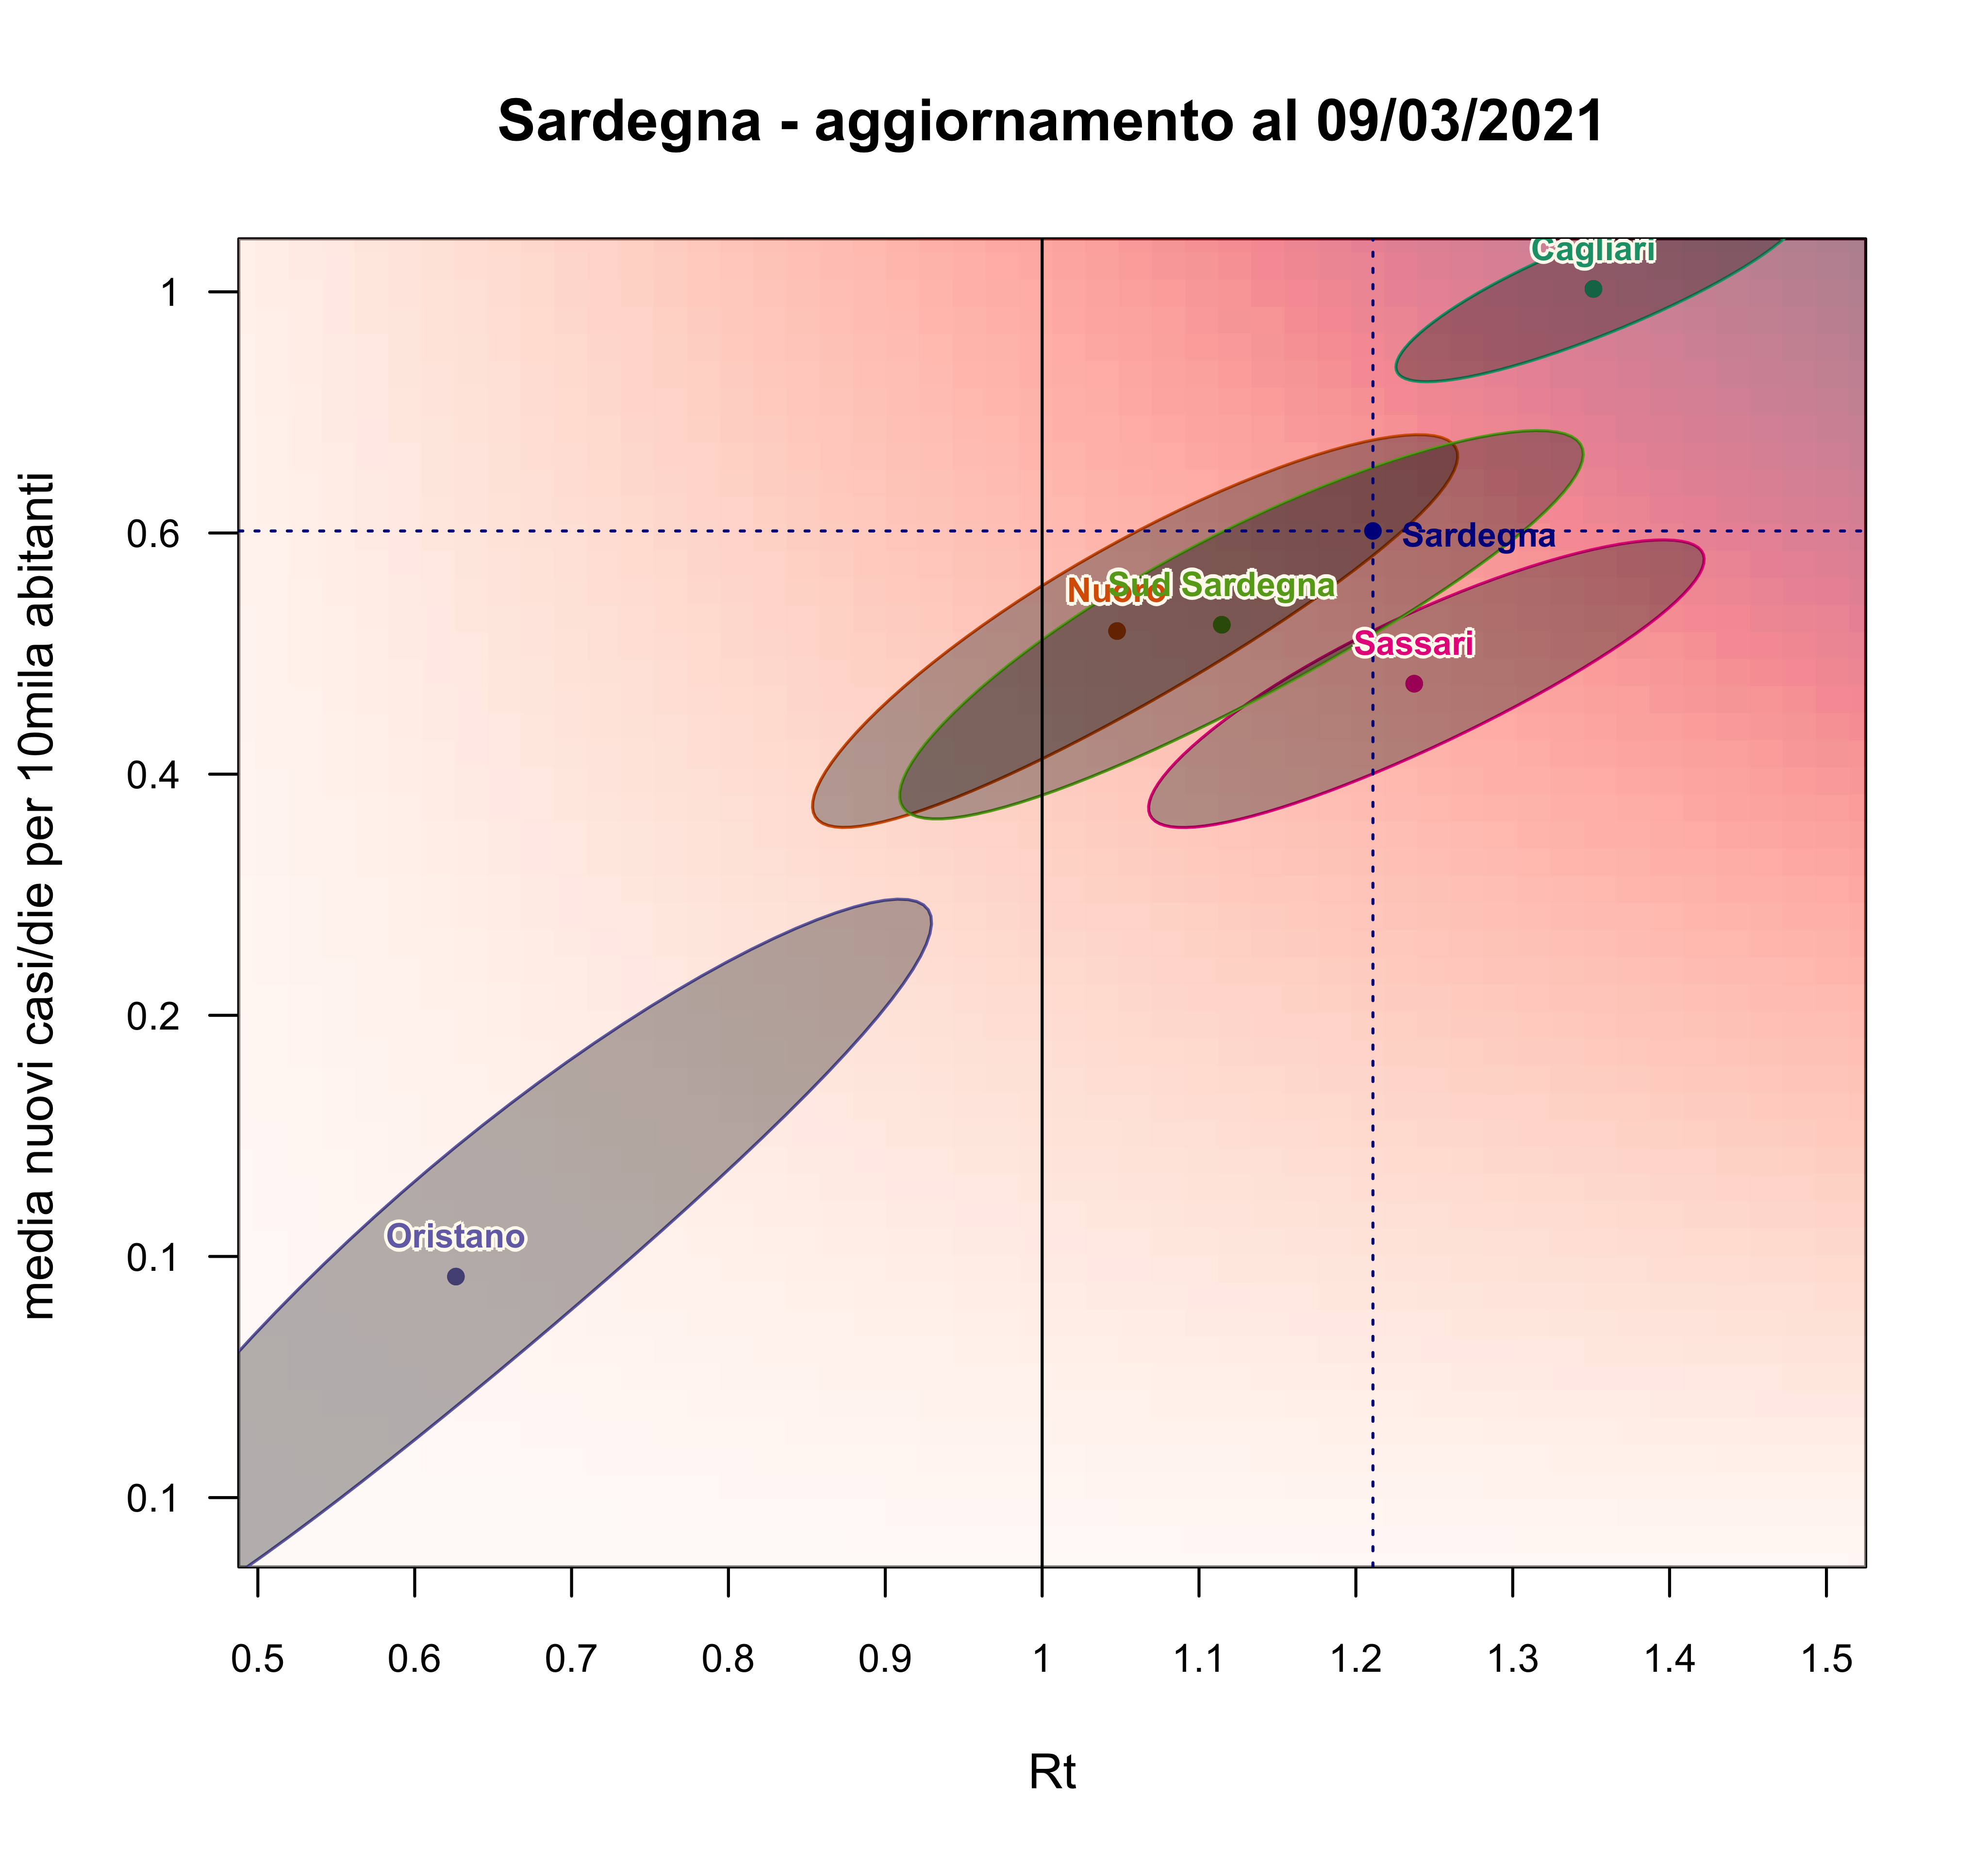 Sardegna - aggiornamento al 09/03/2021
media nuovi casi/die per 10mila abitanti
1
0.6
0.4
0.2
0.1
0.1
Cagliari
Sardegna
Nuoro
Sud Sardegna
Sassari
Oristano
0.5 0.6 0.7 0.8 0.9 1 1.1 1.2 1.3 1.4 1.5
Rt